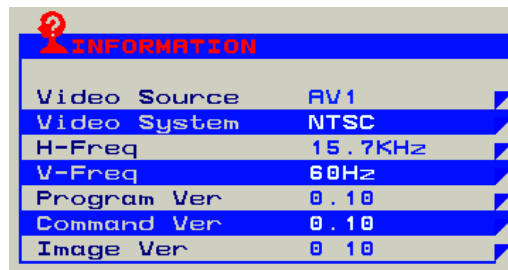 INFORMATION
Video Source AV1
Video System NTSC
H-Freq 15.7KHz
V-Freq 60Hz
Program Ver 0.10
Command Ver 0.10
Image Ver 0 10